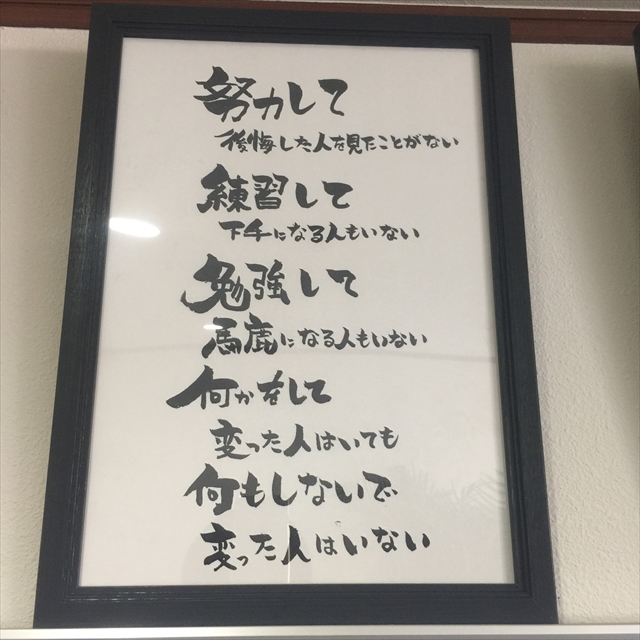 努力して
後悔した人を見たことがない
練習して
下手になる人もいない
勉強して
馬鹿になる人もいない
何かをして
変った人はいても
何もしないで
変った人はいない